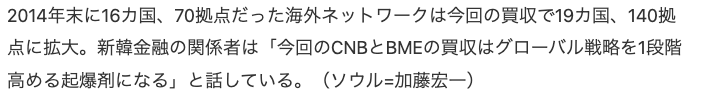 2014年末に16カ国、70拠点だった海外ネットワークは今回の買収で19カ国、140拠
点に拡大。新韓金融の関係者は「今回のCNBとBMEの買収はグローバル戦略を1段階
高める起爆剤になる」と話している。（ソウル=加藤宏一）